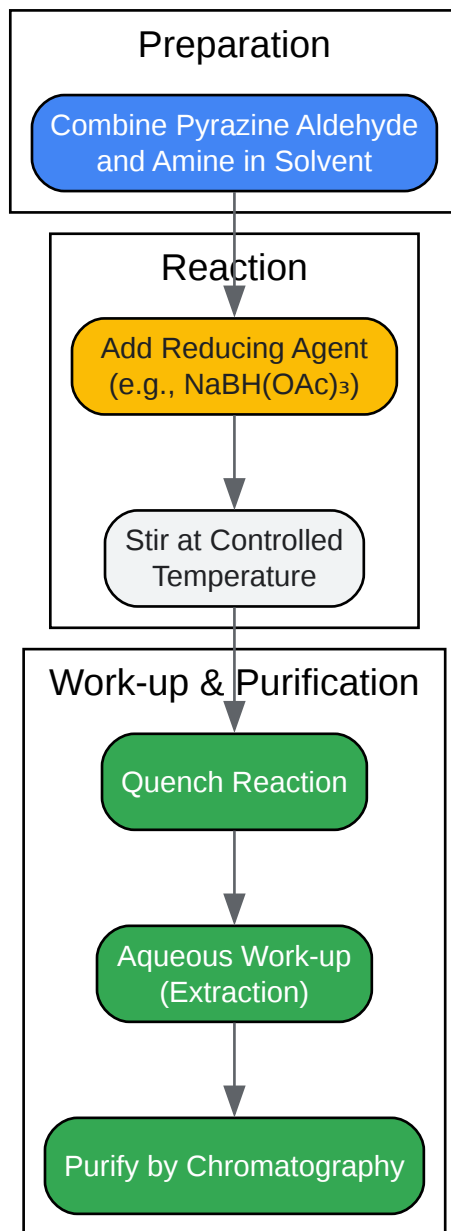 Preparation
Combine Pyrazine Aldehyde
and Amine in Solvent
Reaction
Add Reducing Agent
(e.g., NaBH(OAc)₃)
Stir at Controlled
Temperature
Work-up & Purification
Quench Reaction
Aqueous Work-up
(Extraction)
Purify by Chromatography